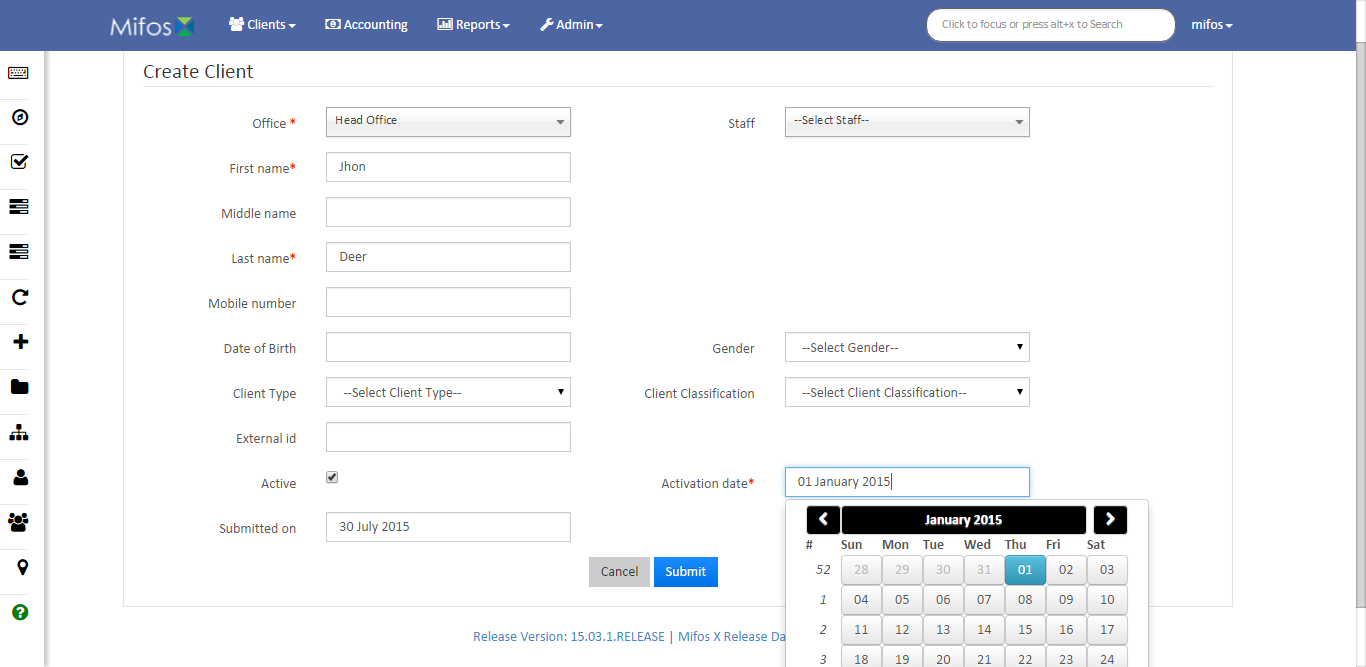 Mifos Clients Accounting Reports Admin Click to focus or press alt+x to Search mifos
Create Client
Office * Head Office Staff --Select Staff--
First name* Jhon
Middle name
Last name* Deer
Mobile number
Date of Birth Gender --Select Gender--
Client Type --Select Client Type-- Client Classification --Select Client Classification--
External id
Active Activation date* 01 January 2015
Submitted on 30 July 2015
January 2015
# Sun Mon Tue Wed Thu Fri Sat
Cancel Submit
52 28 29 30 31 01 02 03
1 04 05 06 07 08 09 10
2 11 12 13 14 15 16 17
3 18 19 20 21 22 23 24
Release Version: 15.03.1.RELEASE | Mifos X Release Da
?